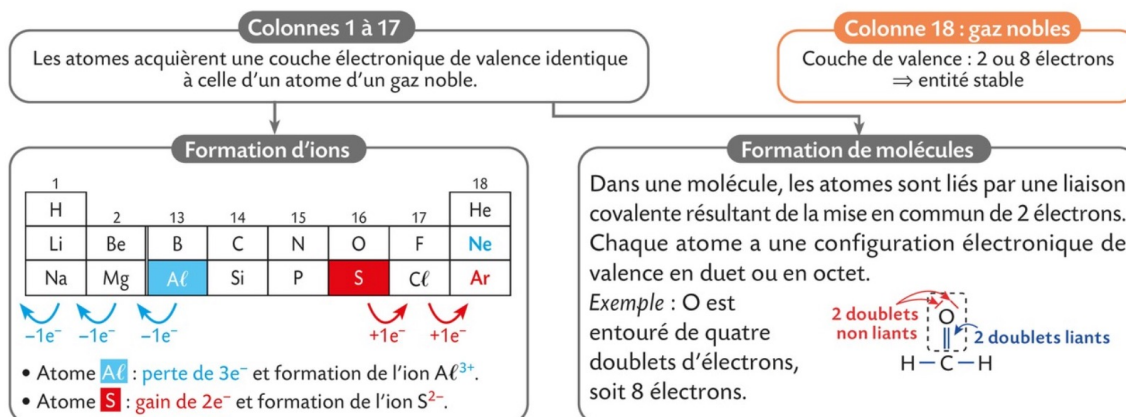 Colonnes 1 à 17
Les atomes acquièrent une couche électronique de valence identique
à celle d'un atome d'un gaz noble.
Colonne 18 : gaz nobles
Couche de valence : 2 ou 8 électrons
⇒ entité stable
Formation d'ions
1 18
H He
2 13 14 15 16 17
Li Be B C N O F Ne
Na Mg Aℓ Si P S Cℓ Ar
–1e⁻ –1e⁻ –1e⁻ +1e⁻ +1e⁻
• Atome Aℓ : perte de 3e⁻ et formation de l'ion Aℓ³⁺.
• Atome S : gain de 2e⁻ et formation de l'ion S²⁻.
Formation de molécules
Dans une molécule, les atomes sont liés par une liaison
covalente résultant de la mise en commun de 2 électrons.
Chaque atome a une configuration électronique de
valence en duet ou en octet.
Exemple : O est
entouré de quatre
doublets d'électrons,
soit 8 électrons.
2 doublets
non liants
O
2 doublets liants
H–C–H